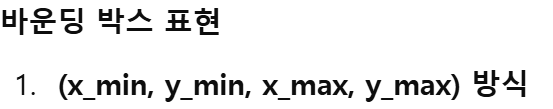 바운딩 박스 표현
1. (x_min, y_min, x_max, y_max) 방식